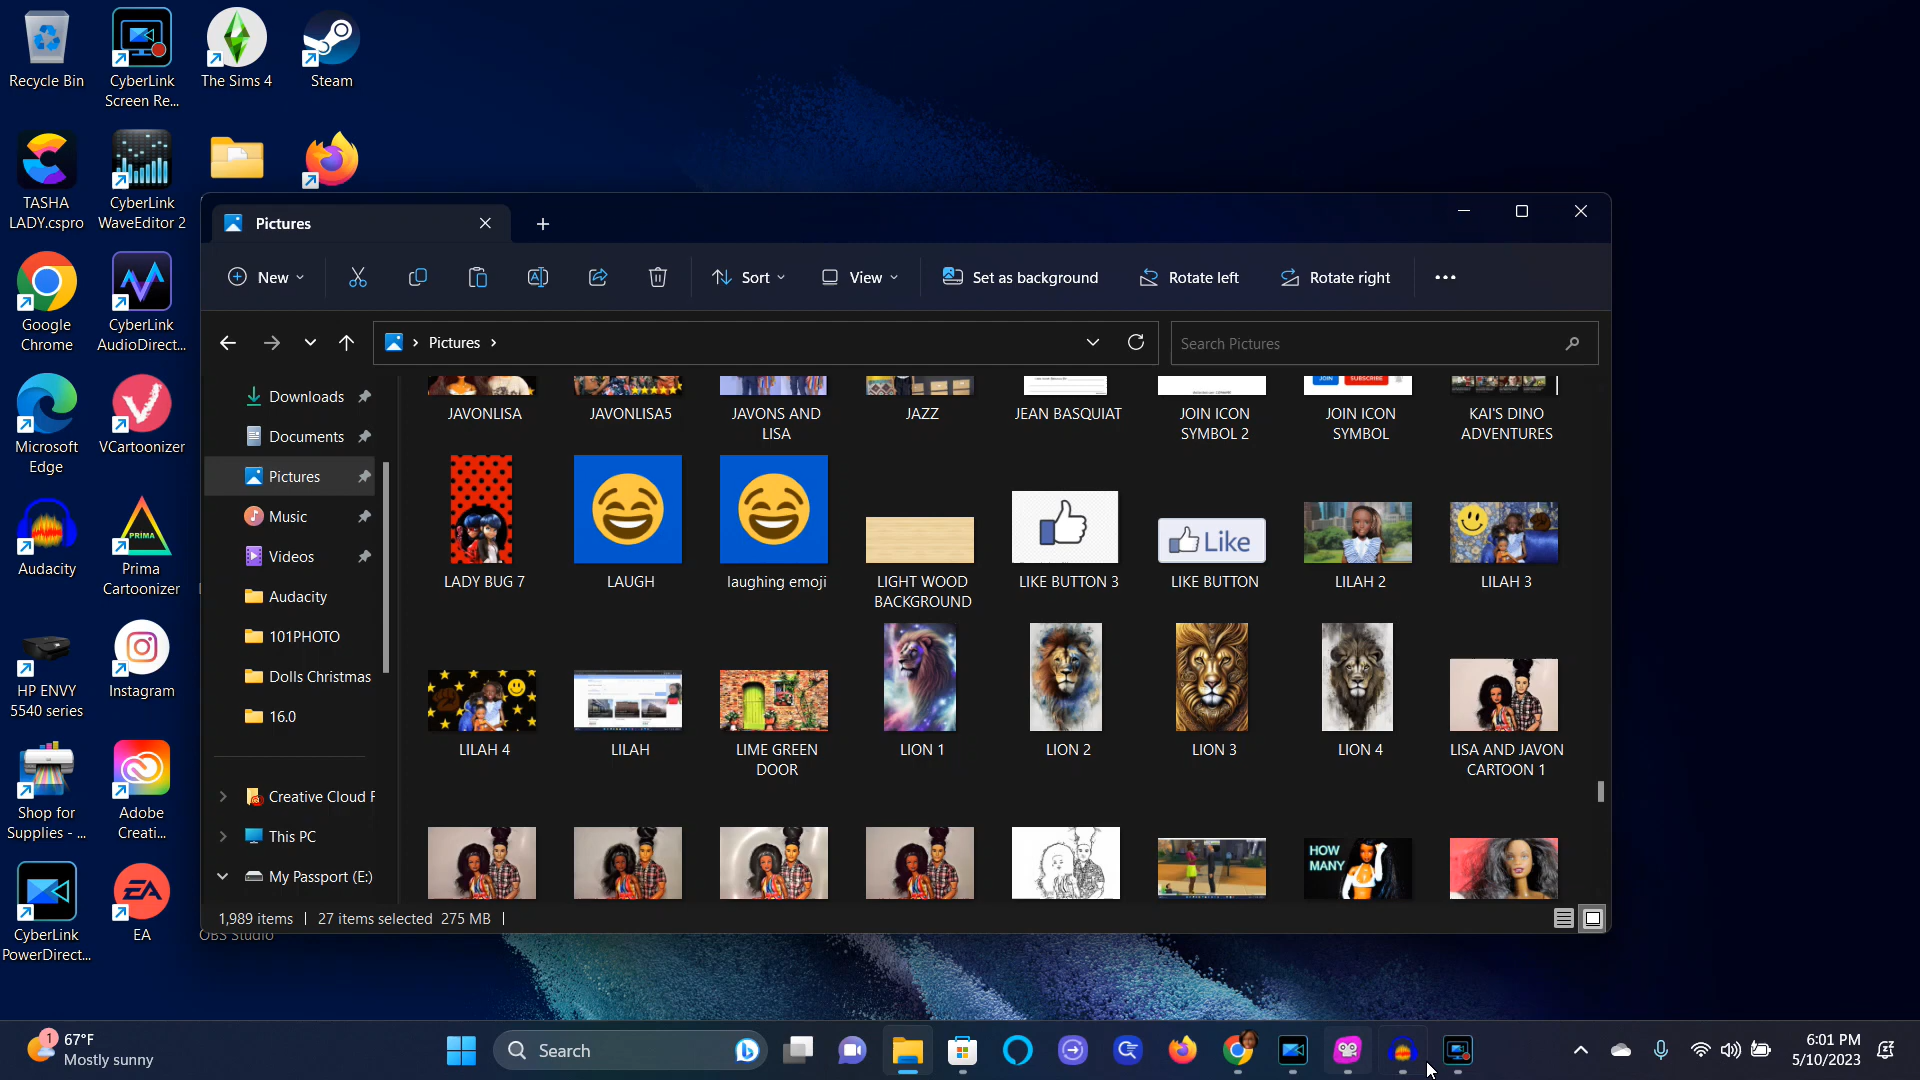 Recycle Bin
CyberLink
Screen Re...
The Sims 4
Steam
TASHA
LADY.cspro
CyberLink
WaveEditor 2
Google
Chrome
CyberLink
AudioDirect...
Microsoft
Edge
VCartoonizer
Audacity
PRIMA
Prima
Cartoonizer
HP ENVY
5540 series
Instagram
Shop for
Supplies - ...
Adobe
Creati...
CyberLink
PowerDirect...
EA
EA
OBS Studio
Pictures
New
Sort
View
Set as background
Rotate left
Rotate right
Pictures
Search Pictures
Downloads
Documents
Pictures
Music
Videos
Audacity
101PHOTO
Dolls Christmas
16.0
Creative Cloud F
This PC
My Passport (E:)
JOIN SUBSCRIBE
JAVONLISA
JAVONLISA5
JAVONS AND
LISA
JAZZ
JEAN BASQUIAT
JOIN ICON
SYMBOL 2
JOIN ICON
SYMBOL
KAI'S DINO
ADVENTURES
Like
LADY BUG 7
LAUGH
laughing emoji
LIGHT WOOD
BACKGROUND
LIKE BUTTON 3
LIKE BUTTON
LILAH 2
LILAH 3
LILAH 4
LILAH
LIME GREEN
DOOR
LION 1
LION 2
LION 3
LION 4
LISA AND JAVON
CARTOON 1
HOW
MANY
1,989 items
27 items selected 275 MB
1
67°F
Mostly sunny
Search
6:01 PM
5/10/2023